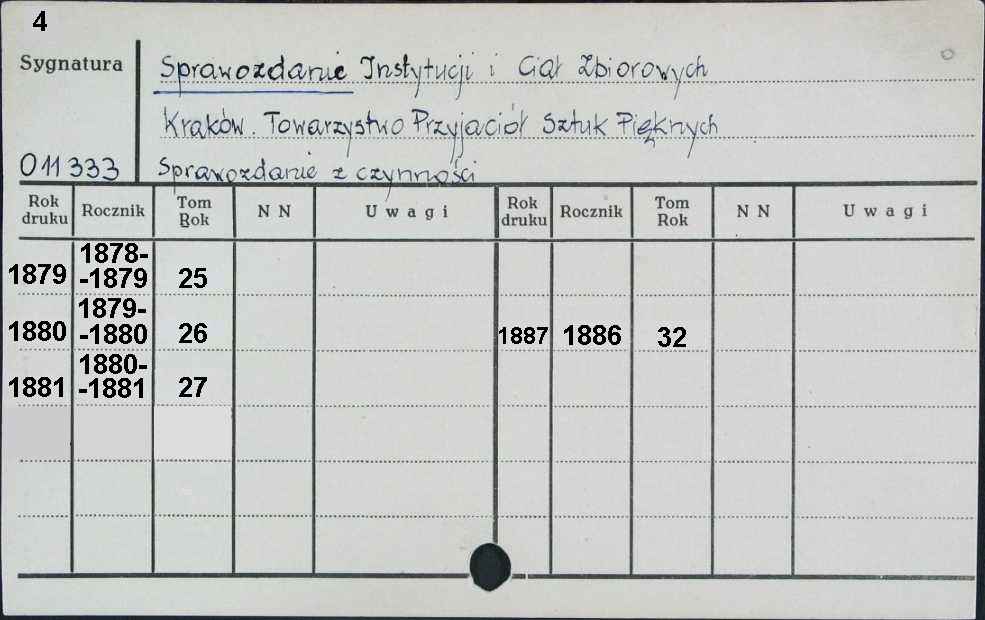 4
Sygnatura
Sprawozdanie Instytucji i Ciał Zbiorowych
Kraków. Towarzystwo Przyjaciół Sztuk Pięknych
011333 Sprawozdanie z czynności
Rok druku Rocznik Tom Rok N N Uwagi Rok druku Rocznik Tom Rok N N Uwagi
1879 1878--1879 25
1880 1879--1880 26 1887 1886 32
1881 1880--1881 27